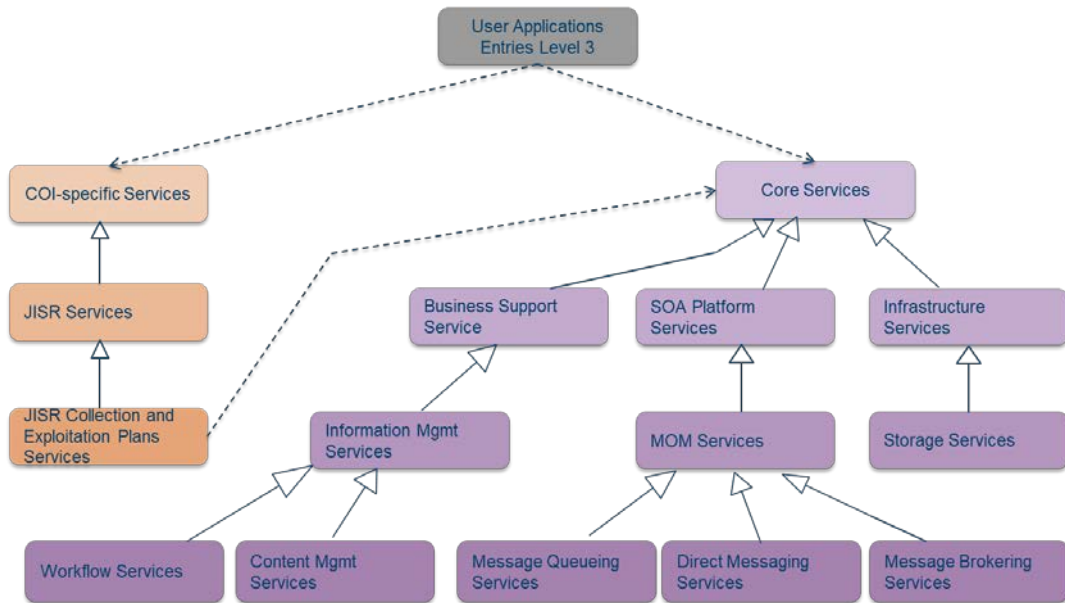 User Applications
Entries Level 3
COI-specific Services
Core Services
JISR Services
Business Support
Service
SOA Platform
Services
Infrastructure
Services
JISR Collection and
Exploitation Plans
Services
Information Mgmt
Services
MOM Services
Storage Services
Workflow Services
Content Mgmt
Services
Message Queueing
Services
Direct Messaging
Services
Message Brokering
Services